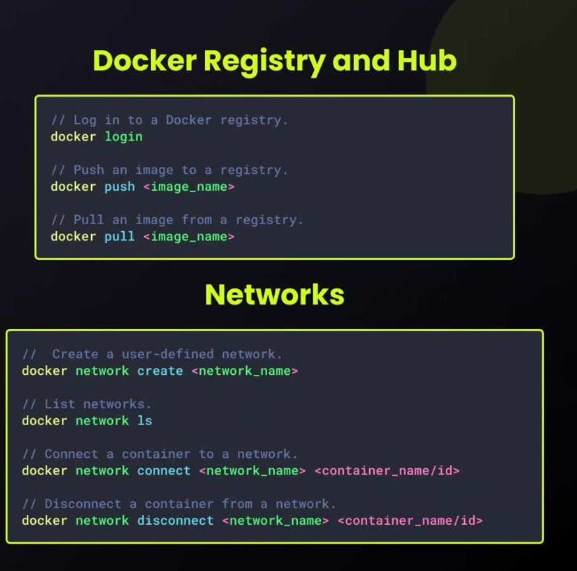 Docker Registry and Hub
// Log in to a Docker registry.
docker login
// Push an image to a registry.
docker push <image_name>
// Pull an image from a registry.
docker pull <image_name>
Networks
//  Create a user-defined network.
docker network create <network_name>
// List networks.
docker network ls
// Connect a container to a network.
docker network connect <network_name> <container_name/id>
// Disconnect a container from a network.
docker network disconnect <network_name> <container_name/id>